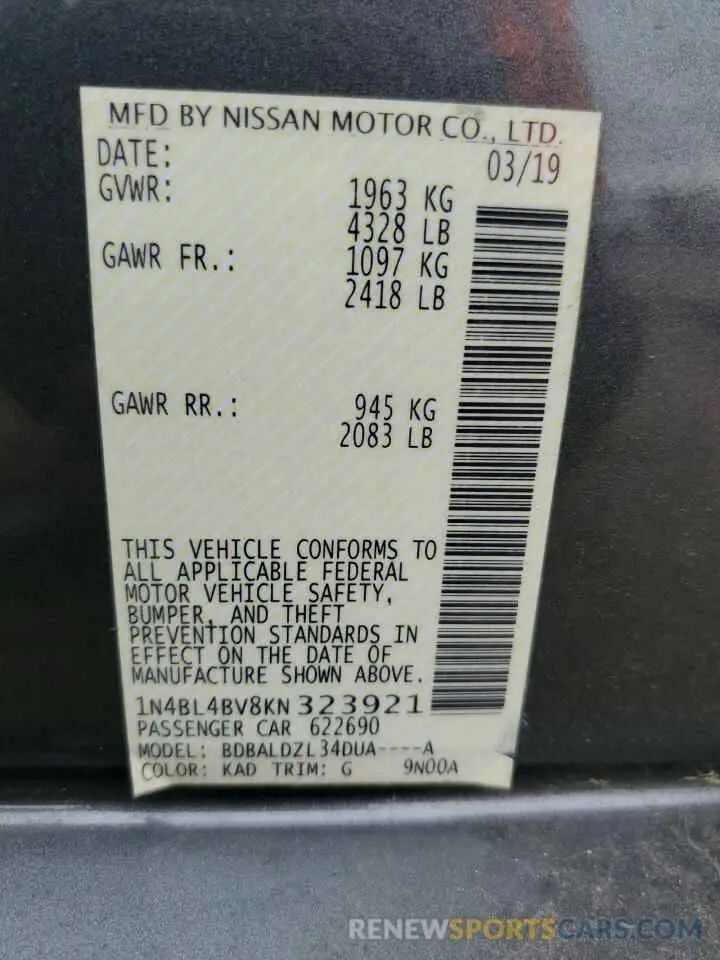 MFD BY NISSAN MOTOR CO., LTD.
DATE: 03/19
GVWR: 1963 KG
4328 LB
GAWR FR.: 1097 KG
2418 LB
GAWR RR.: 945 KG
2083 LB
THIS VEHICLE CONFORMS TO
ALL APPLICABLE FEDERAL
MOTOR VEHICLE SAFETY,
BUMPER, AND THEFT
PREVENTION STANDARDS IN
EFFECT ON THE DATE OF
MANUFACTURE SHOWN ABOVE.
1N4BL4BV8KN323921
PASSENGER CAR 622690
MODEL: BDBALDZL34DUA----A
COLOR: KAD TRIM: G 9N00A
RENEWSPORTSCARS.COM